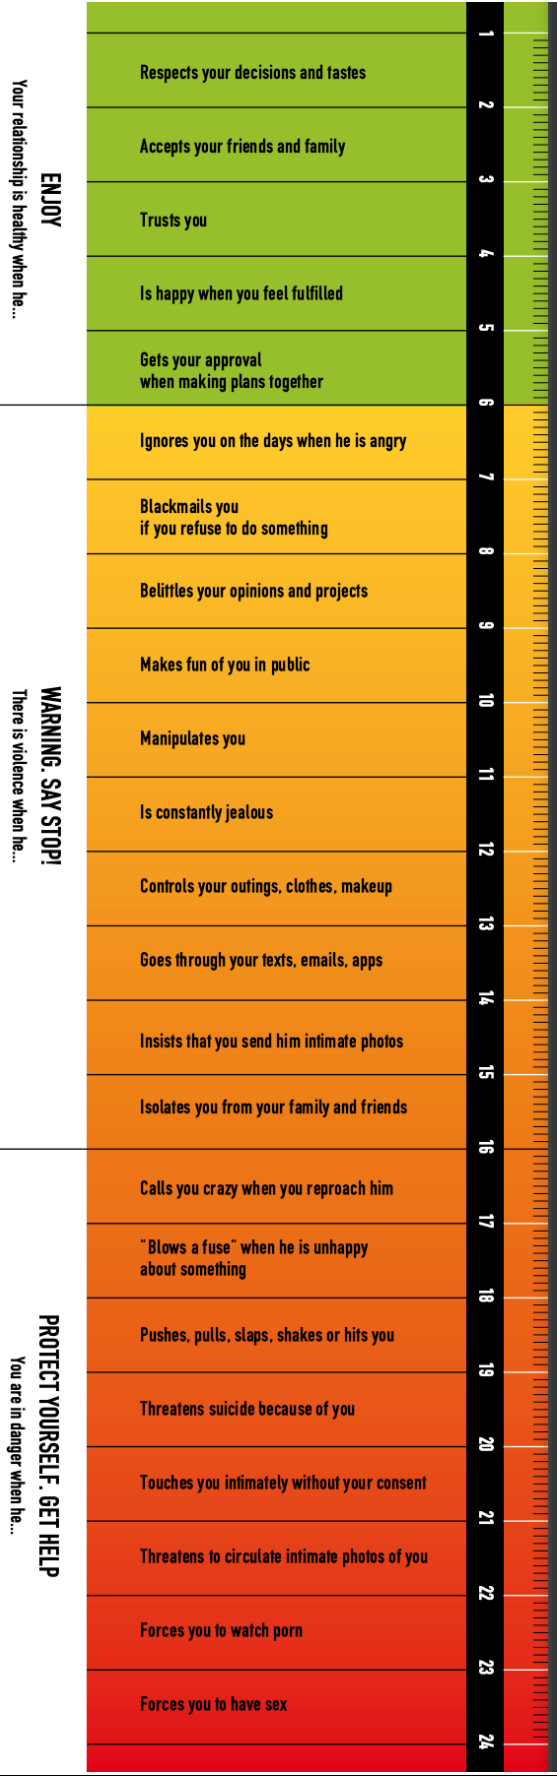 ENJOY
Your relationship is healthy when he...
1
Respects your decisions and tastes
2
Accepts your friends and family
3
Trusts you
4
Is happy when you feel fulfilled
5
Gets your approval
when making plans together
6
WARNING. SAY STOP!
There is violence when he...
Ignores you on the days when he is angry
7
Blackmails you
if you refuse to do something
8
Belittles your opinions and projects
9
Makes fun of you in public
10
Manipulates you
11
Is constantly jealous
12
Controls your outings, clothes, makeup
13
Goes through your texts, emails, apps
14
Insists that you send him intimate photos
15
Isolates you from your family and friends
16
PROTECT YOURSELF. GET HELP
You are in danger when he...
Calls you crazy when you reproach him
17
"Blows a fuse" when he is unhappy
about something
18
Pushes, pulls, slaps, shakes or hits you
19
Threatens suicide because of you
20
Touches you intimately without your consent
21
Threatens to circulate intimate photos of you
22
Forces you to watch porn
23
Forces you to have sex
24